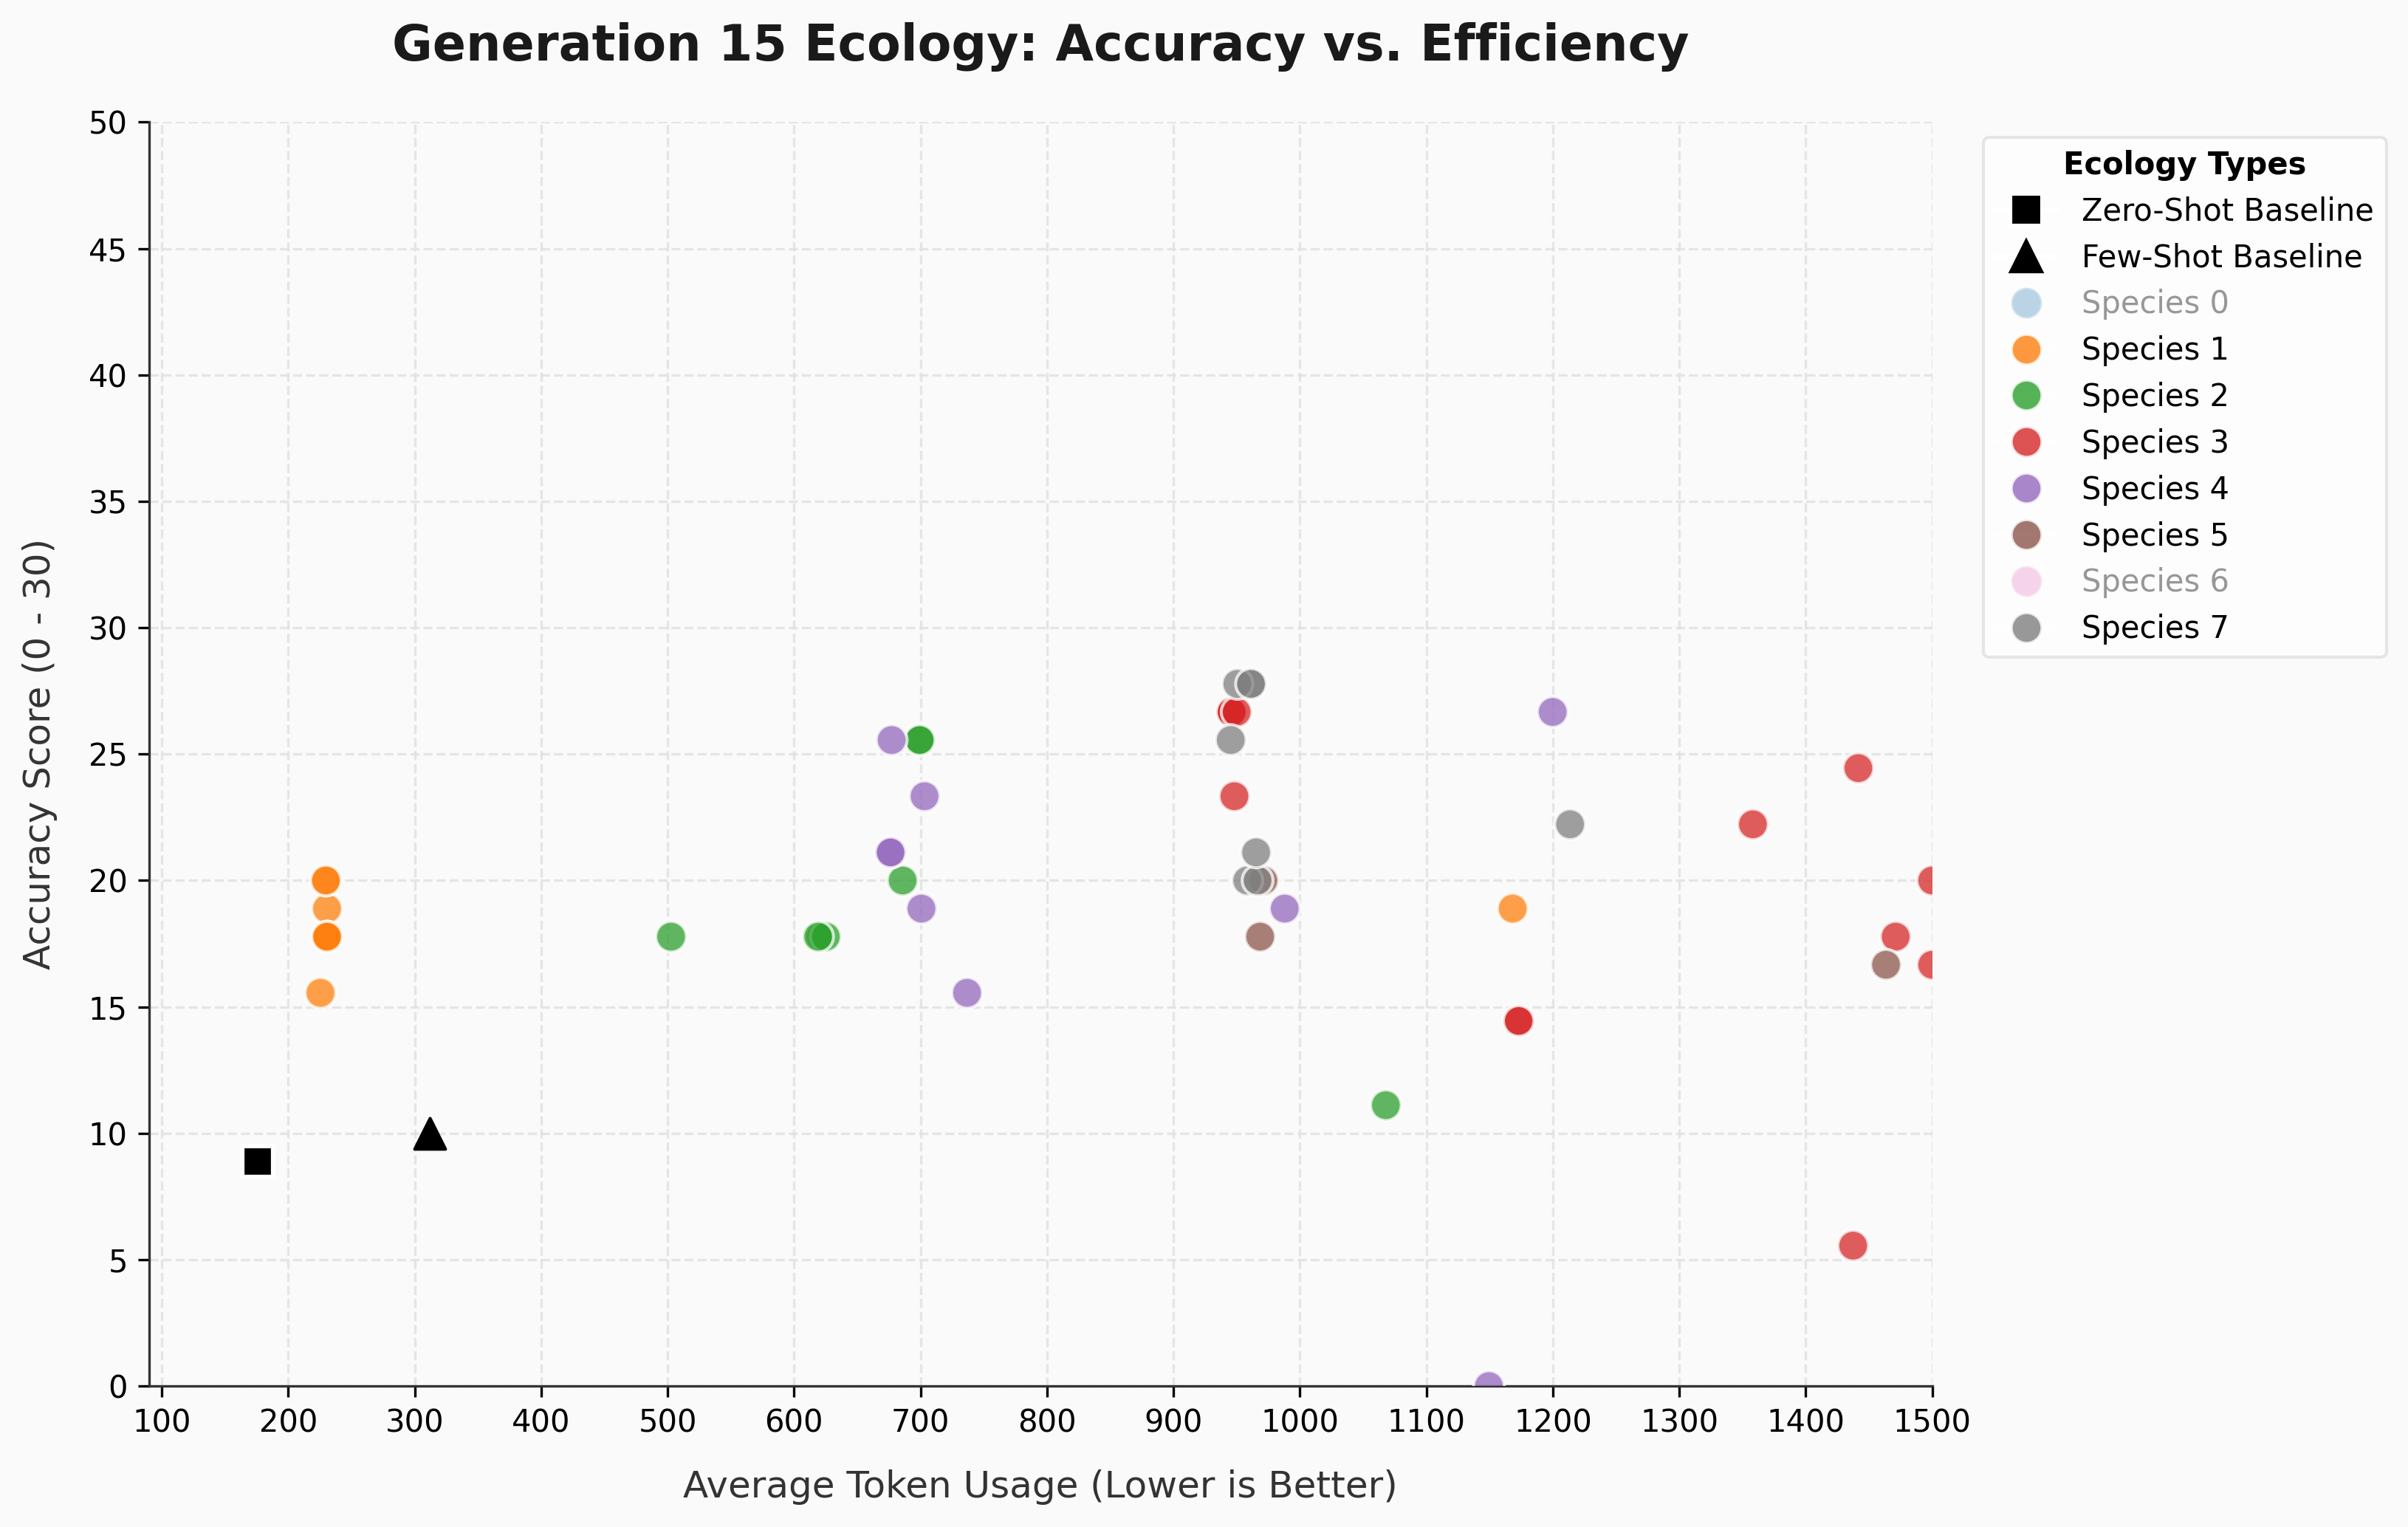 Generation 15 Ecology: Accuracy vs. Efficiency
50
45
40
35
30
25
20
15
10
5
0
Accuracy Score (0 - 30)
100 200 300 400 500 600 700 800 900 1000 1100 1200 1300 1400 1500
Average Token Usage (Lower is Better)
Ecology Types
Zero-Shot Baseline
Few-Shot Baseline
Species 0
Species 1
Species 2
Species 3
Species 4
Species 5
Species 6
Species 7